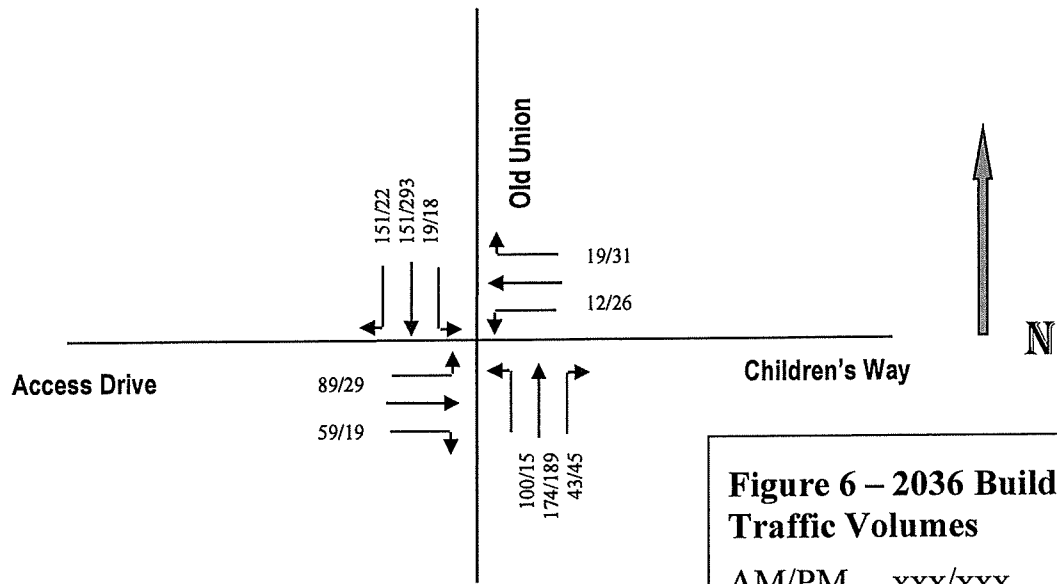 Old Union
151/22
151/293
19/18
19/31
12/26
N
Access Drive
Children's Way
89/29
59/19
100/15
174/189
43/45
Figure 6 – 2036 Build
Traffic Volumes
AM/PM xxx/xxx